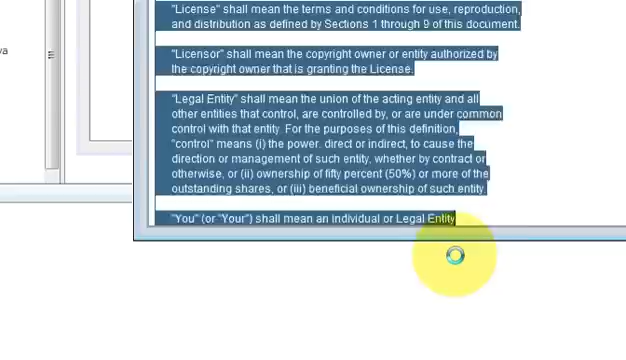 va
"License" shall mean the terms and conditions for use, reproduction,
and distribution as defined by Sections 1 through 9 of this document.
"Licensor" shall mean the copyright owner or entity authorized by
the copyright owner that is granting the License.
"Legal Entity" shall mean the union of the acting entity and all
other entities that control, are controlled by, or are under common
control with that entity. For the purposes of this definition,
"control" means (i) the power. direct or indirect, to cause the
direction or management of such entity, whether by contract or
otherwise, or (ii) ownership of fifty percent (50%) or more of the
outstanding shares, or (iii) beneficial ownership of such entity.
"You" (or "Your") shall mean an individual or Legal Entity